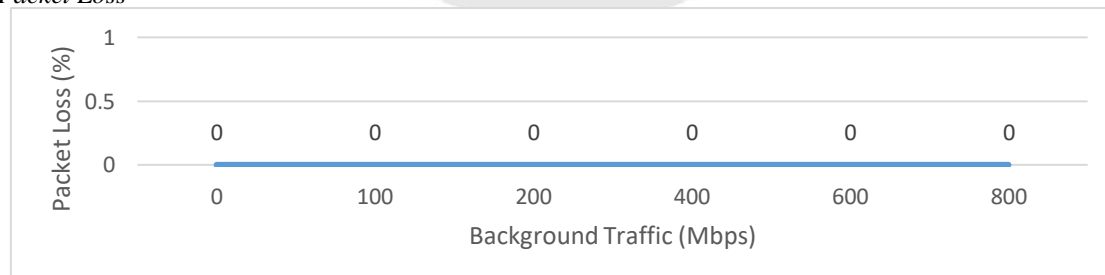 Packet Loss
1
0.5
0
Packet Loss (%)
0 0 0 0 0 0
0 100 200 400 600 800
Background Traffic (Mbps)